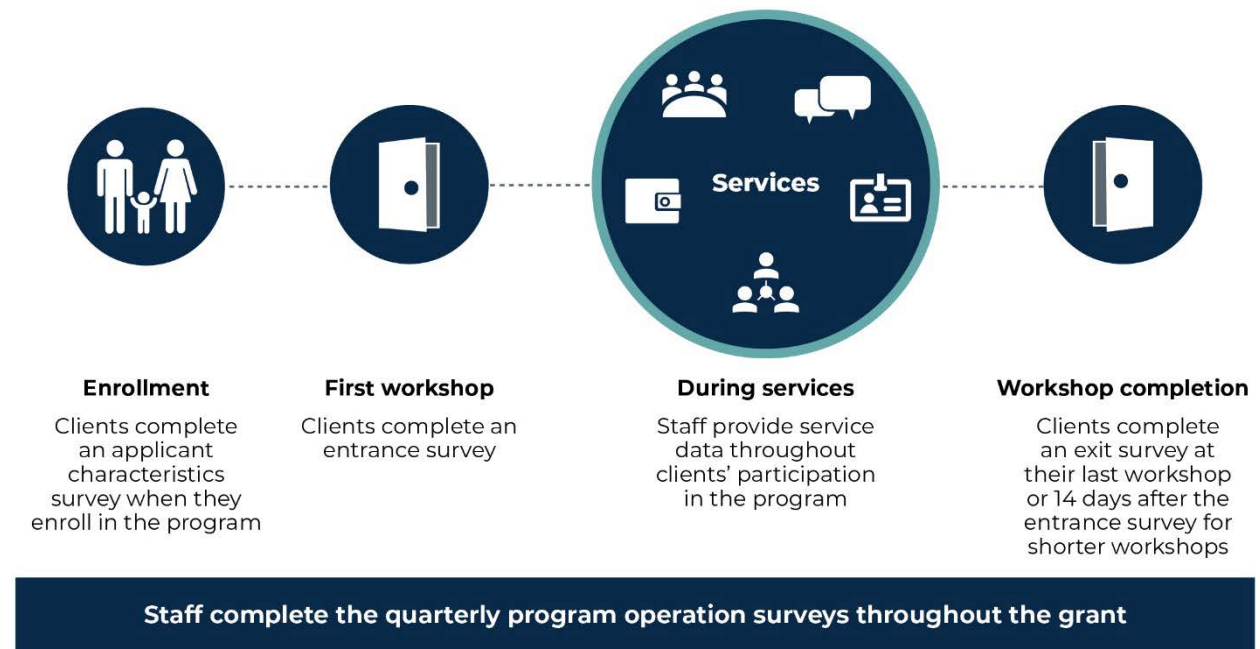 Services
Enrollment
Clients complete
an applicant
characteristics
survey when they
enroll in the program
First workshop
Clients complete an
entrance survey
During services
Staff provide service
data throughout
clients’ participation
in the program
Workshop completion
Clients complete
an exit survey at
their last workshop
or 14 days after the
entrance survey for
shorter workshops
Staff complete the quarterly program operation surveys throughout the grant